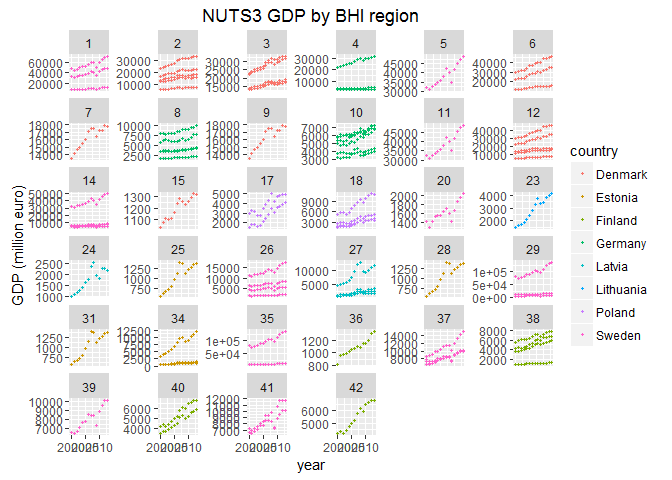 NUTS3 GDP by BHI region
GDP (million euro)
1 2 3 4 5 6
60000 40000 20000
30000 20000 10000
30000 25000 20000 15000
30000 20000 10000
45000 40000 35000 30000
40000 30000 20000 10000
7 8 9 10 11 12
18000 17000 16000 15000 14000
10000 7500 5000 2500
18000 17000 16000 15000 14000
7000 6000 5000 4000 3000
45000 40000 35000 30000
40000 30000 20000 10000
14 15 17 18 20 23
50000 40000 30000 20000 10000
1300 1200 1100
5000 4000 3000 2000
9000 6000 3000
2000 1800 1600 1400
4000 3000 2000
24 25 26 27 28 29
2500 2000 1500 1000
1250 1000 750
15000 10000 5000
10000 5000
1250 1000 750
1e+05 5e+04 0e+00
31 34 35 36 37 38
1250 1000 750
12500 10000 7500 5000 2500 0
1e+05 5e+04
1200 1000 800
14000 12000 10000 8000
8000 6000 4000 2000
39 40 41 42
10000 9000 8000 7000
6000 5000 4000
12000 11000 10000 9000 8000 7000
6000 5000
year
country
Denmark
Estonia
Finland
Germany
Latvia
Lithuania
Poland
Sweden